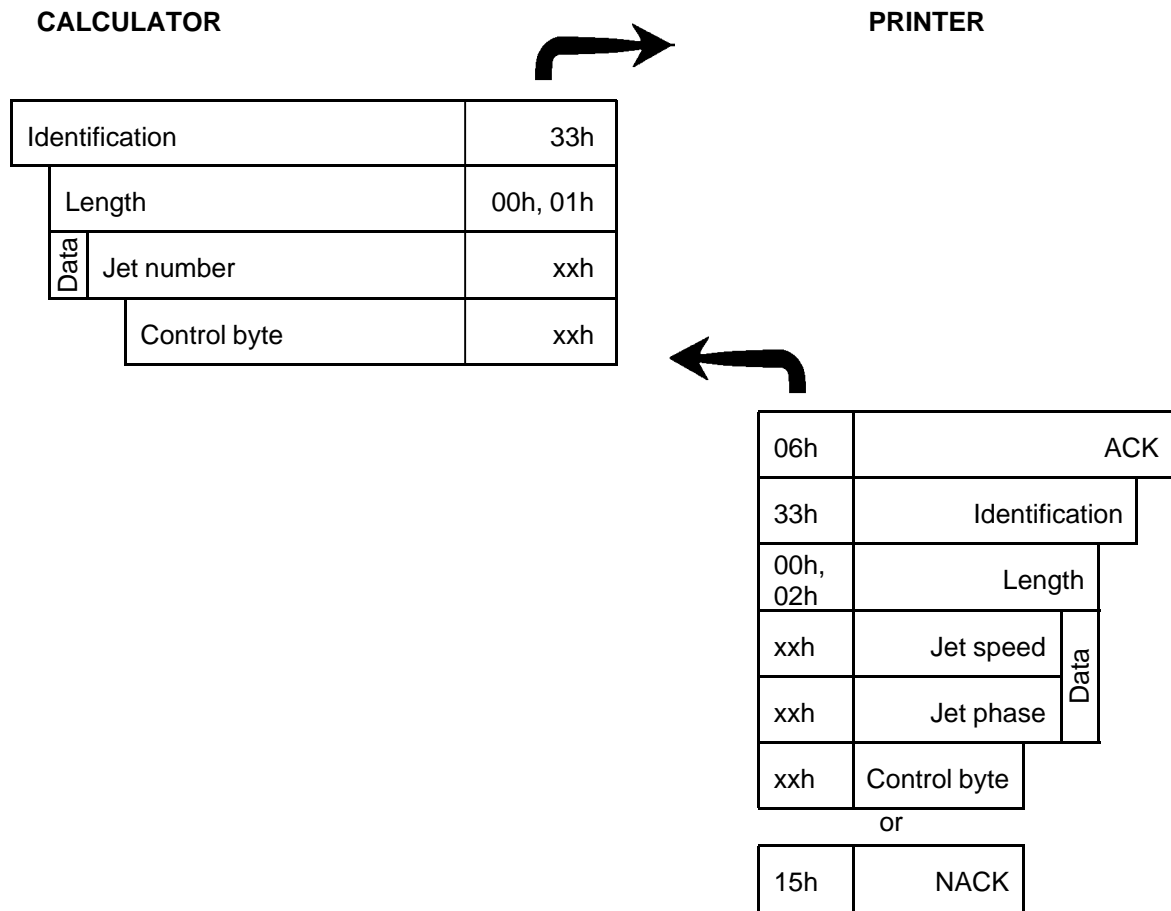 CALCULATOR PRINTER
Identification 33h
Length 00h, 01h
Data Jet number xxh
Control byte xxh
06h ACK
33h Identification
00h,
02h Length
xxh Jet speed
Data
xxh Jet phase
xxh Control byte
or
15h NACK